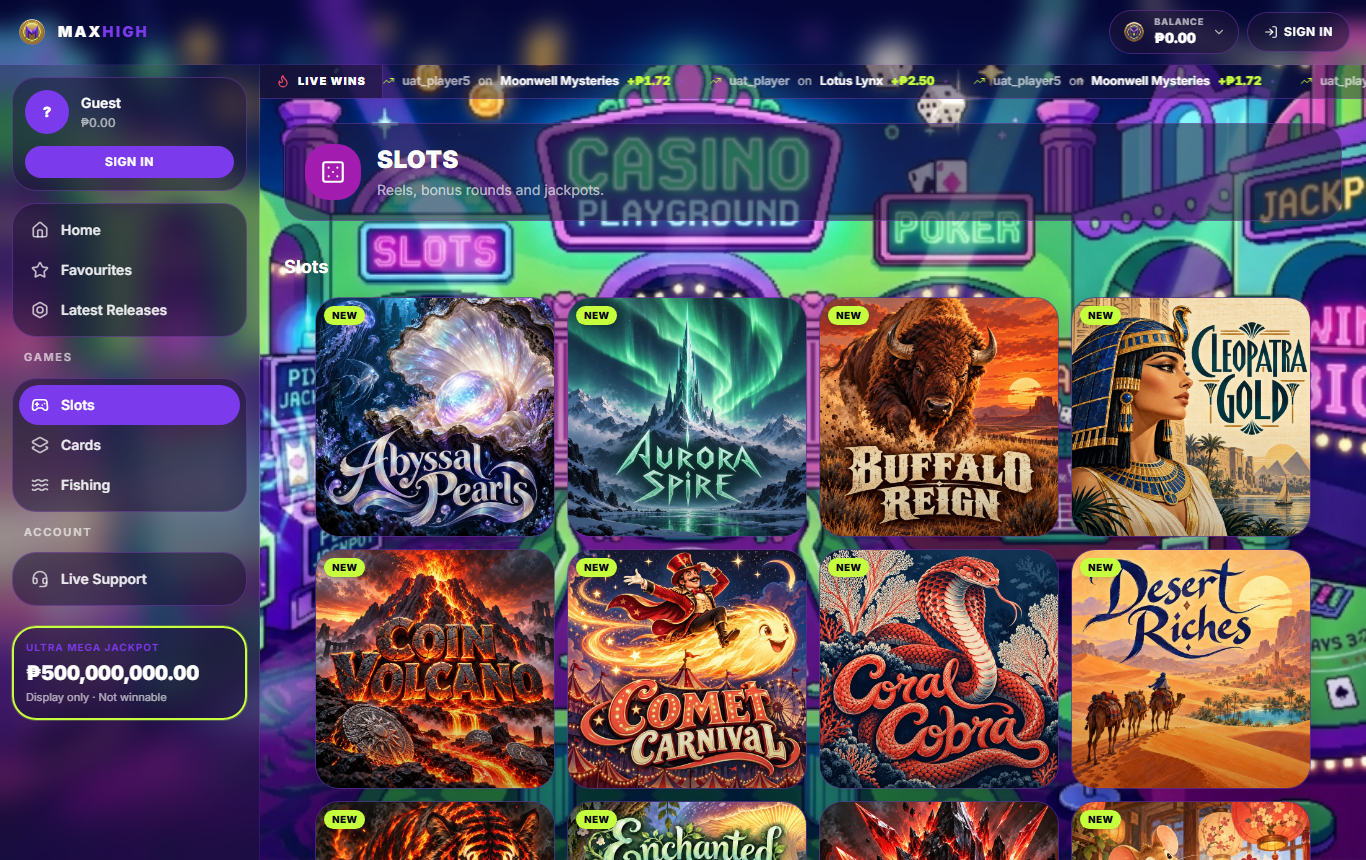 MAXHIGH
BALANCE
₱0.00
SIGN IN
?
Guest
₱0.00
SIGN IN
Home
Favourites
Latest Releases
GAMES
Slots
Cards
Fishing
ACCOUNT
Live Support
ULTRA MEGA JACKPOT
₱500,000,000.00
Display only · Not winnable
LIVE WINS
uat_player5 on Moonwell Mysteries +₱1.72
uat_player on Lotus Lynx +₱2.50
uat_player5 on Moonwell Mysteries +₱1.72
CASINO
PLAYGROUND
SLOTS
Reels, bonus rounds and jackpots.
SLOTS
POKER
Slots
NEW
Abyssal
Pearls
NEW
AURORA
SPIRE
NEW
BUFFALO
REIGN
NEW
CLEOPATRA
GOLD
NEW
COIN
VOLCANO
NEW
COMET
CARNIVAL
NEW
Coral
Cobra
NEW
Desert
Riches
NEW
NEW
Enchanted
NEW
NEW